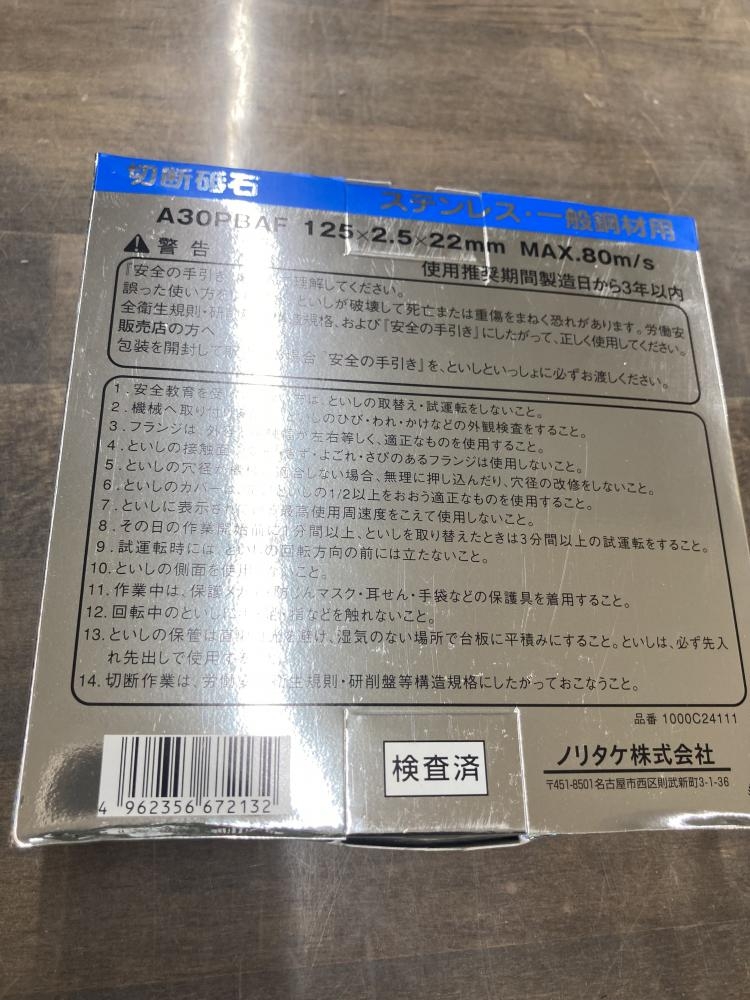 切断砥石
ステンレス・一般鋼材用
A30PBAF 125×2.5×22mm MAX.80m/s
警告
使用推奨期間製造日から3年以内
『安全の手引き 理解してください。
誤った使い方を といしが破壊して死亡または重傷をまねく恐れがあります。労働安
全衛生規則・研削 構造規格、および『安全の手引き』にしたがって、正しく使用してください。
販売店の方へ
包装を開封して 場合『安全の手引き』を、といしといっしょに必ずお渡しください。
1. 安全教育を受 は、といしの取替え・試運転をしないこと。
2. 機械へ取り付 のひび・われ・かけなどの外観検査をすること。
3. フランジは、外 が左右等しく、適正なものを使用すること。
4. といしの接触面 きず・よごれ・さびのあるフランジは使用しないこと。
5. といしの穴径が 適合しない場合、無理に押し込んだり、穴径の改修をしないこと。
6. といしのカバーは、 といしの1/2以上をおおう適正なものを使用すること。
7. といしに表示 最高使用周速度をこえて使用しないこと。
8. その日の作業開始前に1分間以上、といしを取り替えたときは3分間以上の試運転をすること。
9. 試運転時には、といしの回転方向の前には立たないこと。
10. といしの側面を使用 こと。
11. 作業中は、保護メガネ・防じんマスク・耳せん・手袋などの保護具を着用すること。
12. 回転中のといしに 指などを触れないこと。
13. といしの保管は直射日光を避け、湿気のない場所で台板に平積みにすること。といしは、必ず先入
れ先出しで使用する
14. 切断作業は、労働安全衛生規則・研削盤等構造規格にしたがっておこなうこと。
品番 1000C24111
4 962356 672132
検査済
ノリタケ株式会社
〒451-8501名古屋市西区則武新町3-1-36